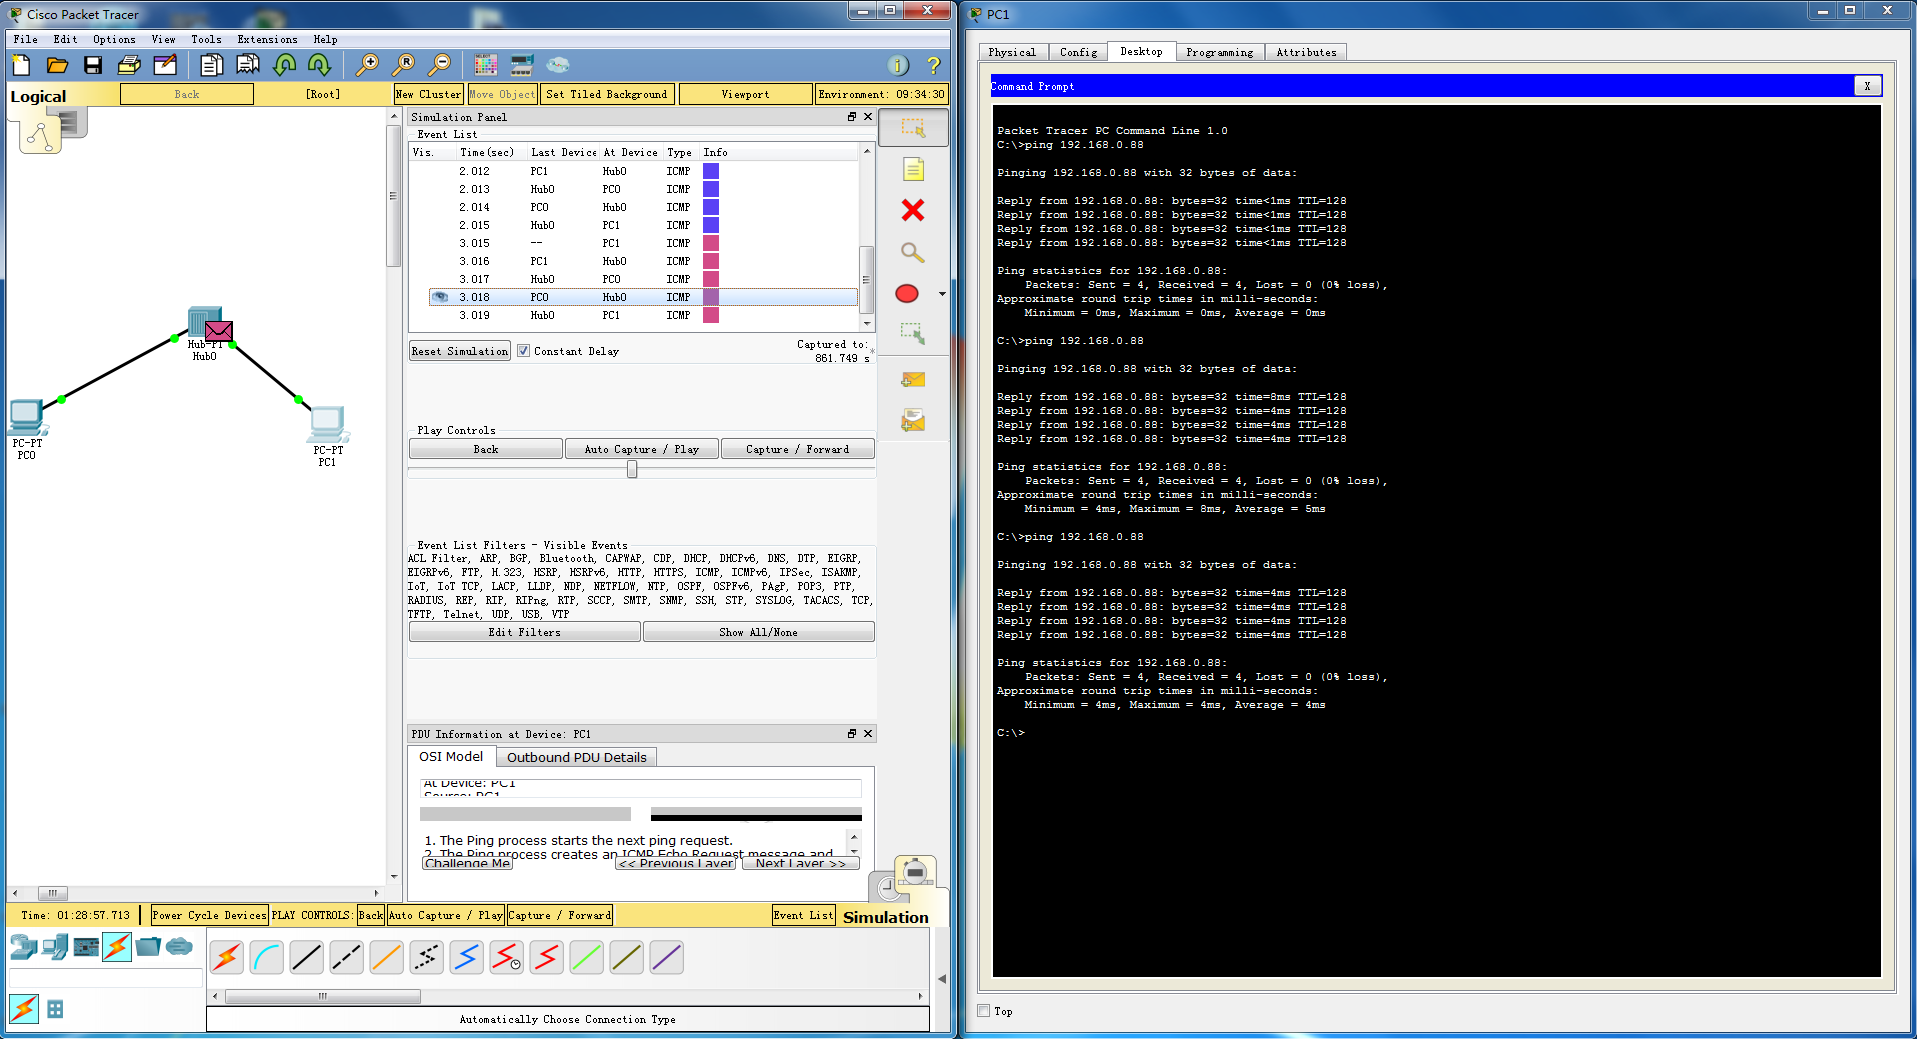 Cisco Packet Tracer
File Edit Options View Tools Extensions Help
Logical Back [Root] New Cluster Move Object Set Tiled Background Viewport Environment: 09:34:30
Simulation Panel
Event List
Vis. Time(sec) Last Device At Device Type Info
2.012 PC1 Hub0 ICMP
2.013 Hub0 PC0 ICMP
2.014 PC0 Hub0 ICMP
2.015 Hub0 PC1 ICMP
3.015 -- PC1 ICMP
3.016 PC1 Hub0 ICMP
3.017 Hub0 PC0 ICMP
3.018 PC0 Hub0 ICMP
3.019 Hub0 PC1 ICMP
Reset Simulation Constant Delay Captured to: *
861.749 s
Hub-PT
Hub0
PC-PT
PC0
PC-PT
PC1
Play Controls
Back Auto Capture / Play Capture / Forward
Event List Filters - Visible Events
ACL Filter, ARP, BGP, Bluetooth, CAPWAP, CDP, DHCP, DHCPv6, DNS, DTP, EIGRP,
EIGRPv6, FTP, H.323, HSRP, HSRPv6, HTTP, HTTPS, ICMP, ICMPv6, IPSec, ISAKMP,
IoT, IoT TCP, LACP, LLDP, NDP, NETFLOW, NTP, OSPF, OSPFv6, PAgP, POP3, PTP,
RADIUS, REP, RIP, RIPng, RTP, SCCP, SMTP, SNMP, SSH, STP, SYSLOG, TACACS, TCP,
TFTP, Telnet, UDP, USB, VTP
Edit Filters Show All/None
PDU Information at Device: PC1
OSI Model Outbound PDU Details
At Device: PC1
Source: PC1
1. The Ping process starts the next ping request.
2. The Ping process creates an ICMP Echo Request message and
Challenge Me << Previous Layer Next Layer >>
Time: 01:28:57.713 Power Cycle Devices PLAY CONTROLS: Back Auto Capture / Play Capture / Forward Event List Simulation
Automatically Choose Connection Type
PC1
Physical Config Desktop Programming Attributes
Command Prompt X
Packet Tracer PC Command Line 1.0
C:\>ping 192.168.0.88
Pinging 192.168.0.88 with 32 bytes of data:
Reply from 192.168.0.88: bytes=32 time<1ms TTL=128
Reply from 192.168.0.88: bytes=32 time<1ms TTL=128
Reply from 192.168.0.88: bytes=32 time<1ms TTL=128
Reply from 192.168.0.88: bytes=32 time<1ms TTL=128
Ping statistics for 192.168.0.88:
Packets: Sent = 4, Received = 4, Lost = 0 (0% loss),
Approximate round trip times in milli-seconds:
Minimum = 0ms, Maximum = 0ms, Average = 0ms
C:\>ping 192.168.0.88
Pinging 192.168.0.88 with 32 bytes of data:
Reply from 192.168.0.88: bytes=32 time=8ms TTL=128
Reply from 192.168.0.88: bytes=32 time=4ms TTL=128
Reply from 192.168.0.88: bytes=32 time=4ms TTL=128
Reply from 192.168.0.88: bytes=32 time=4ms TTL=128
Ping statistics for 192.168.0.88:
Packets: Sent = 4, Received = 4, Lost = 0 (0% loss),
Approximate round trip times in milli-seconds:
Minimum = 4ms, Maximum = 8ms, Average = 5ms
C:\>ping 192.168.0.88
Pinging 192.168.0.88 with 32 bytes of data:
Reply from 192.168.0.88: bytes=32 time=4ms TTL=128
Reply from 192.168.0.88: bytes=32 time=4ms TTL=128
Reply from 192.168.0.88: bytes=32 time=4ms TTL=128
Reply from 192.168.0.88: bytes=32 time=4ms TTL=128
Ping statistics for 192.168.0.88:
Packets: Sent = 4, Received = 4, Lost = 0 (0% loss),
Approximate round trip times in milli-seconds:
Minimum = 4ms, Maximum = 4ms, Average = 4ms
C:\>
Top